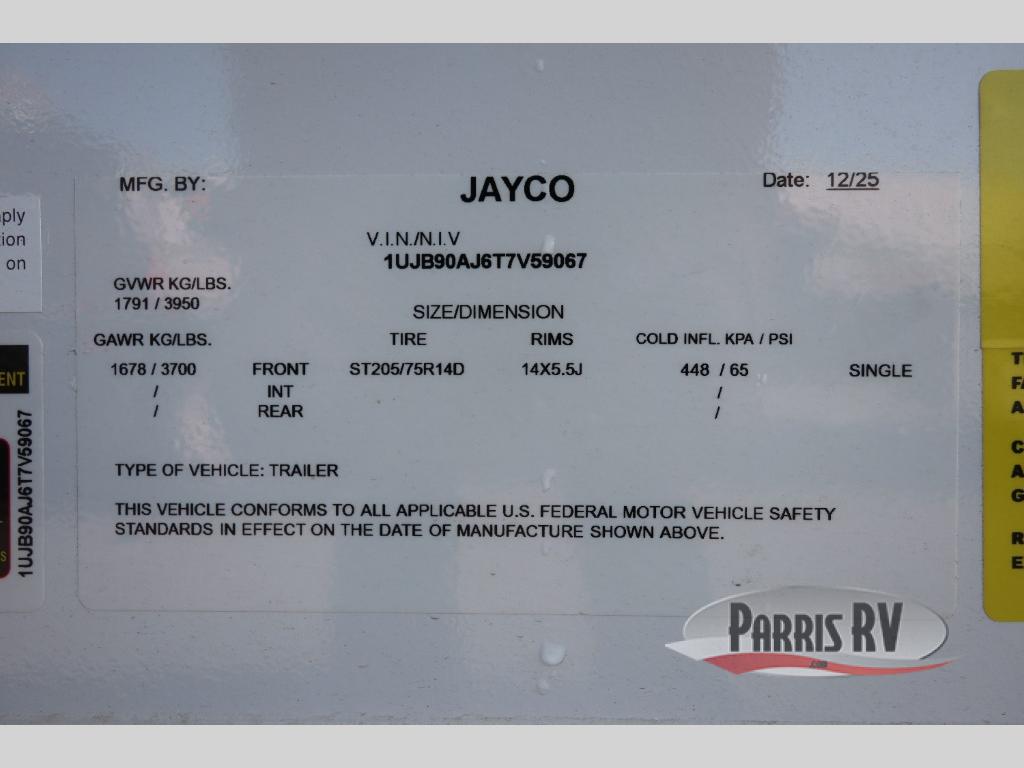 MFG. BY: JAYCO Date: 12/25
V.I.N./N.I.V
1UJB90AJ6T7V59067
GVWR KG/LBS.
1791 / 3950
SIZE/DIMENSION
GAWR KG/LBS. TIRE RIMS COLD INFL. KPA / PSI
1678 / 3700 FRONT ST205/75R14D 14X5.5J 448 / 65 SINGLE
/ INT /
/ REAR /
TYPE OF VEHICLE: TRAILER
THIS VEHICLE CONFORMS TO ALL APPLICABLE U.S. FEDERAL MOTOR VEHICLE SAFETY
STANDARDS IN EFFECT ON THE DATE OF MANUFACTURE SHOWN ABOVE.
on
1UJB90AJ6T7V59067
PARRIS RV
.com